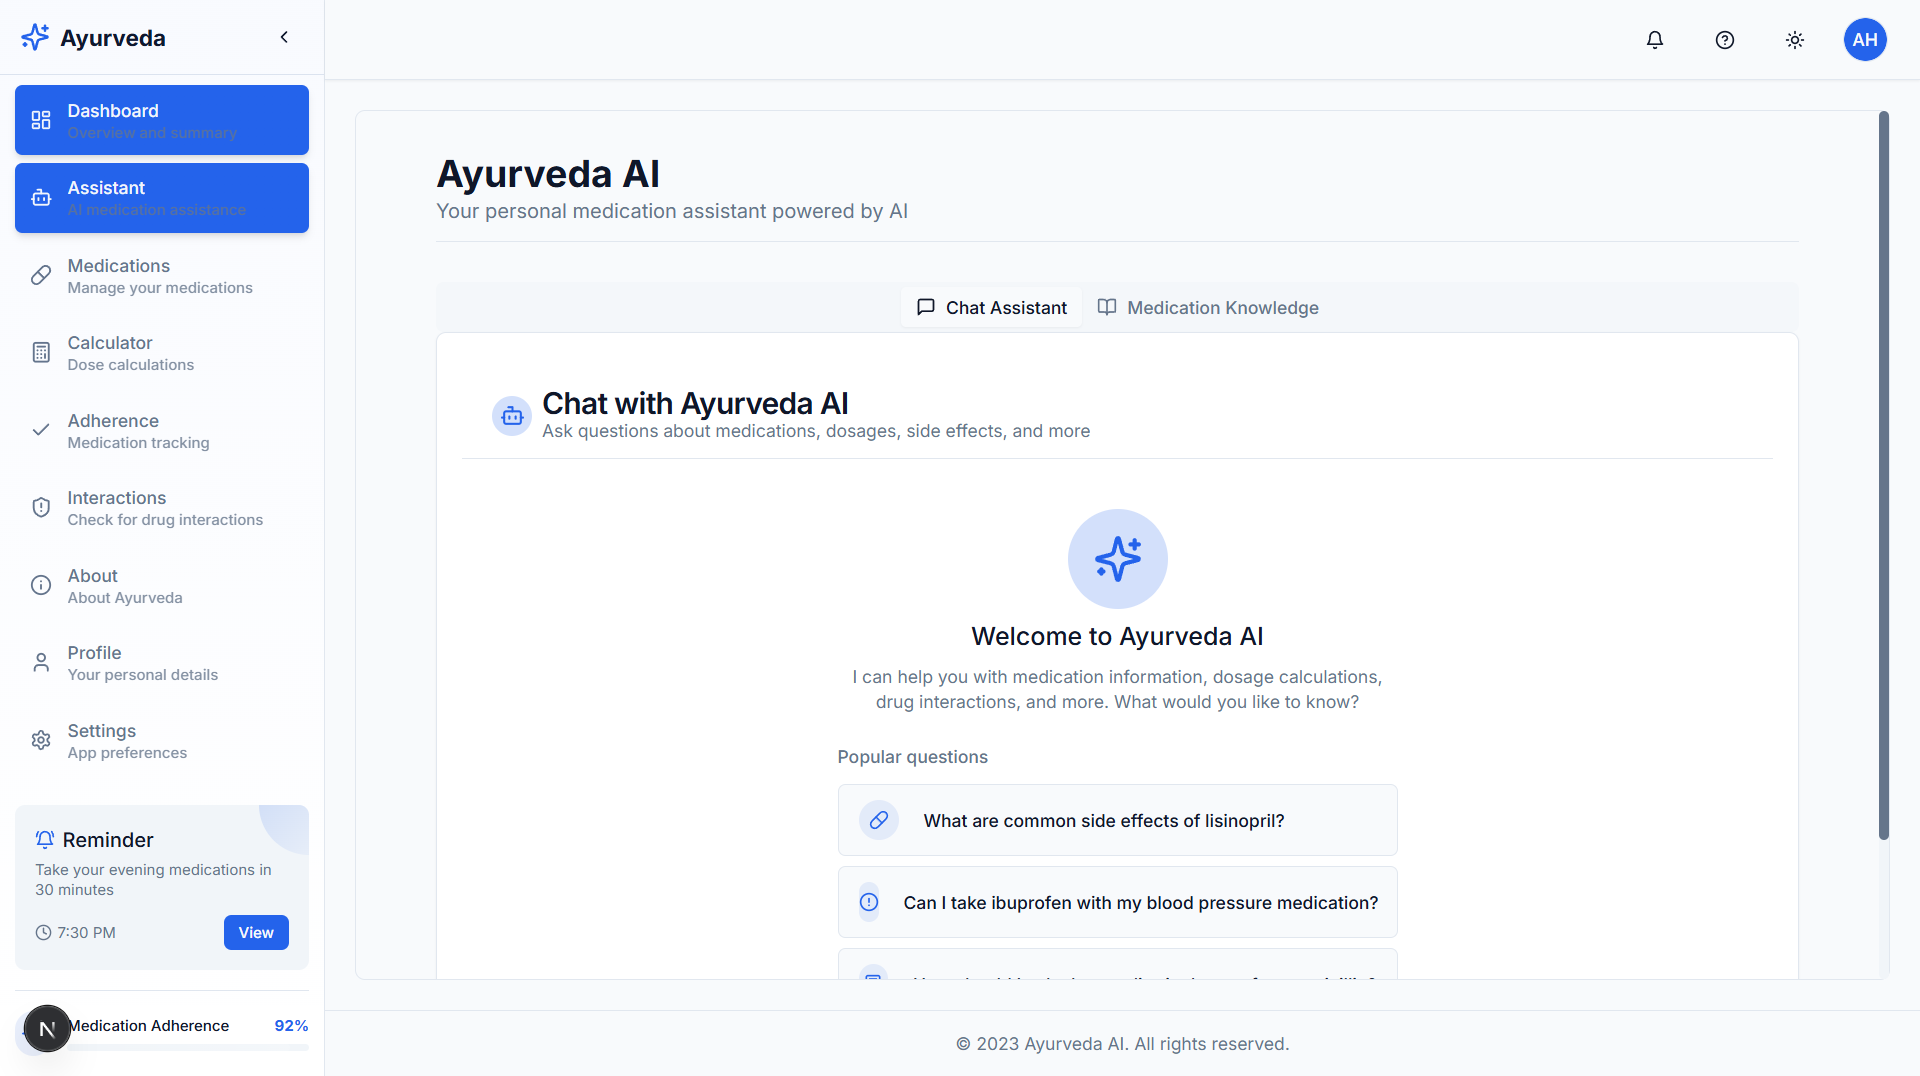 Ayurveda
AH
Dashboard
Overview and summary
Assistant
AI medication assistance
Medications
Manage your medications
Calculator
Dose calculations
Adherence
Medication tracking
Interactions
Check for drug interactions
About
About Ayurveda
Profile
Your personal details
Settings
App preferences
Reminder
Take your evening medications in
30 minutes
7:30 PM
View
N
Medication Adherence
92%
Ayurveda AI
Your personal medication assistant powered by AI
Chat Assistant
Medication Knowledge
Chat with Ayurveda AI
Ask questions about medications, dosages, side effects, and more
Welcome to Ayurveda AI
I can help you with medication information, dosage calculations,
drug interactions, and more. What would you like to know?
Popular questions
What are common side effects of lisinopril?
Can I take ibuprofen with my blood pressure medication?
© 2023 Ayurveda AI. All rights reserved.